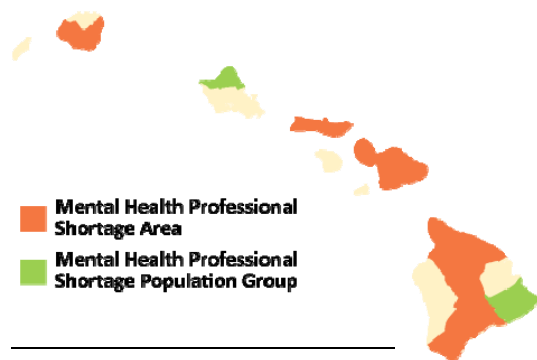 Mental Health Professional
Shortage Area
Mental Health Professional
Shortage Population Group